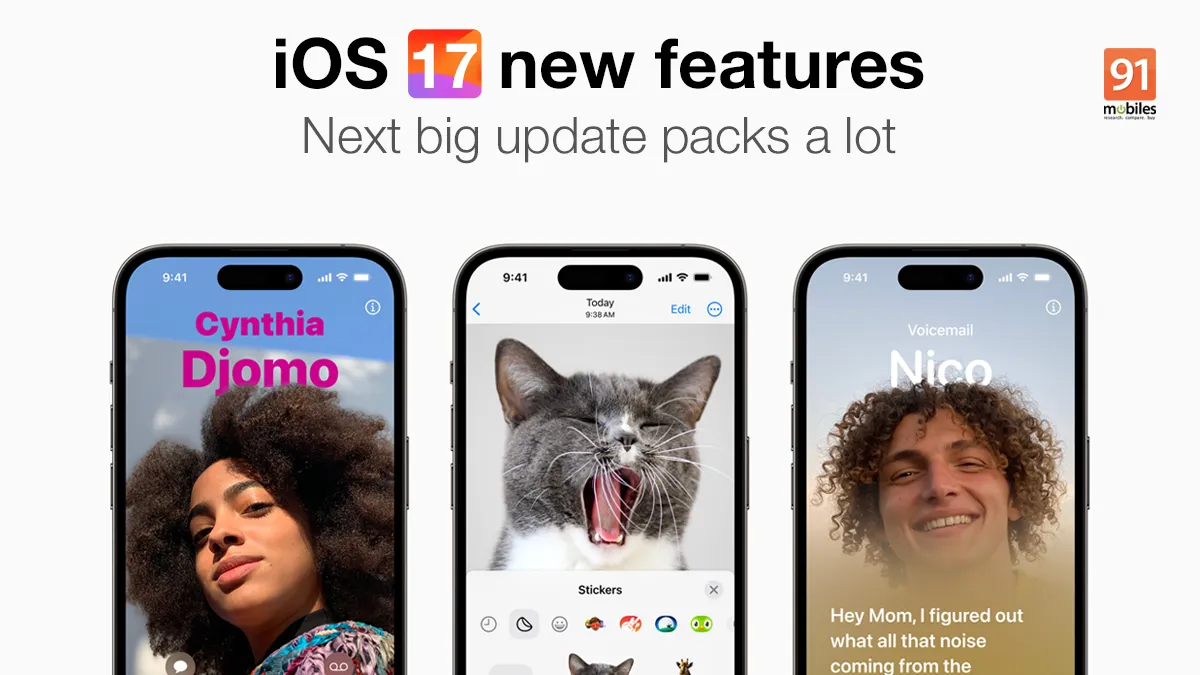 iOS 17 new features
Next big update packs a lot
91
mobiles
research. compare. buy
9:41
Cynthia
Djomo
9:41
Today
9:38 AM
Edit
Stickers
9:41
Voicemail
Nico
Hey Mom, I figured out
what all that noise
coming from the